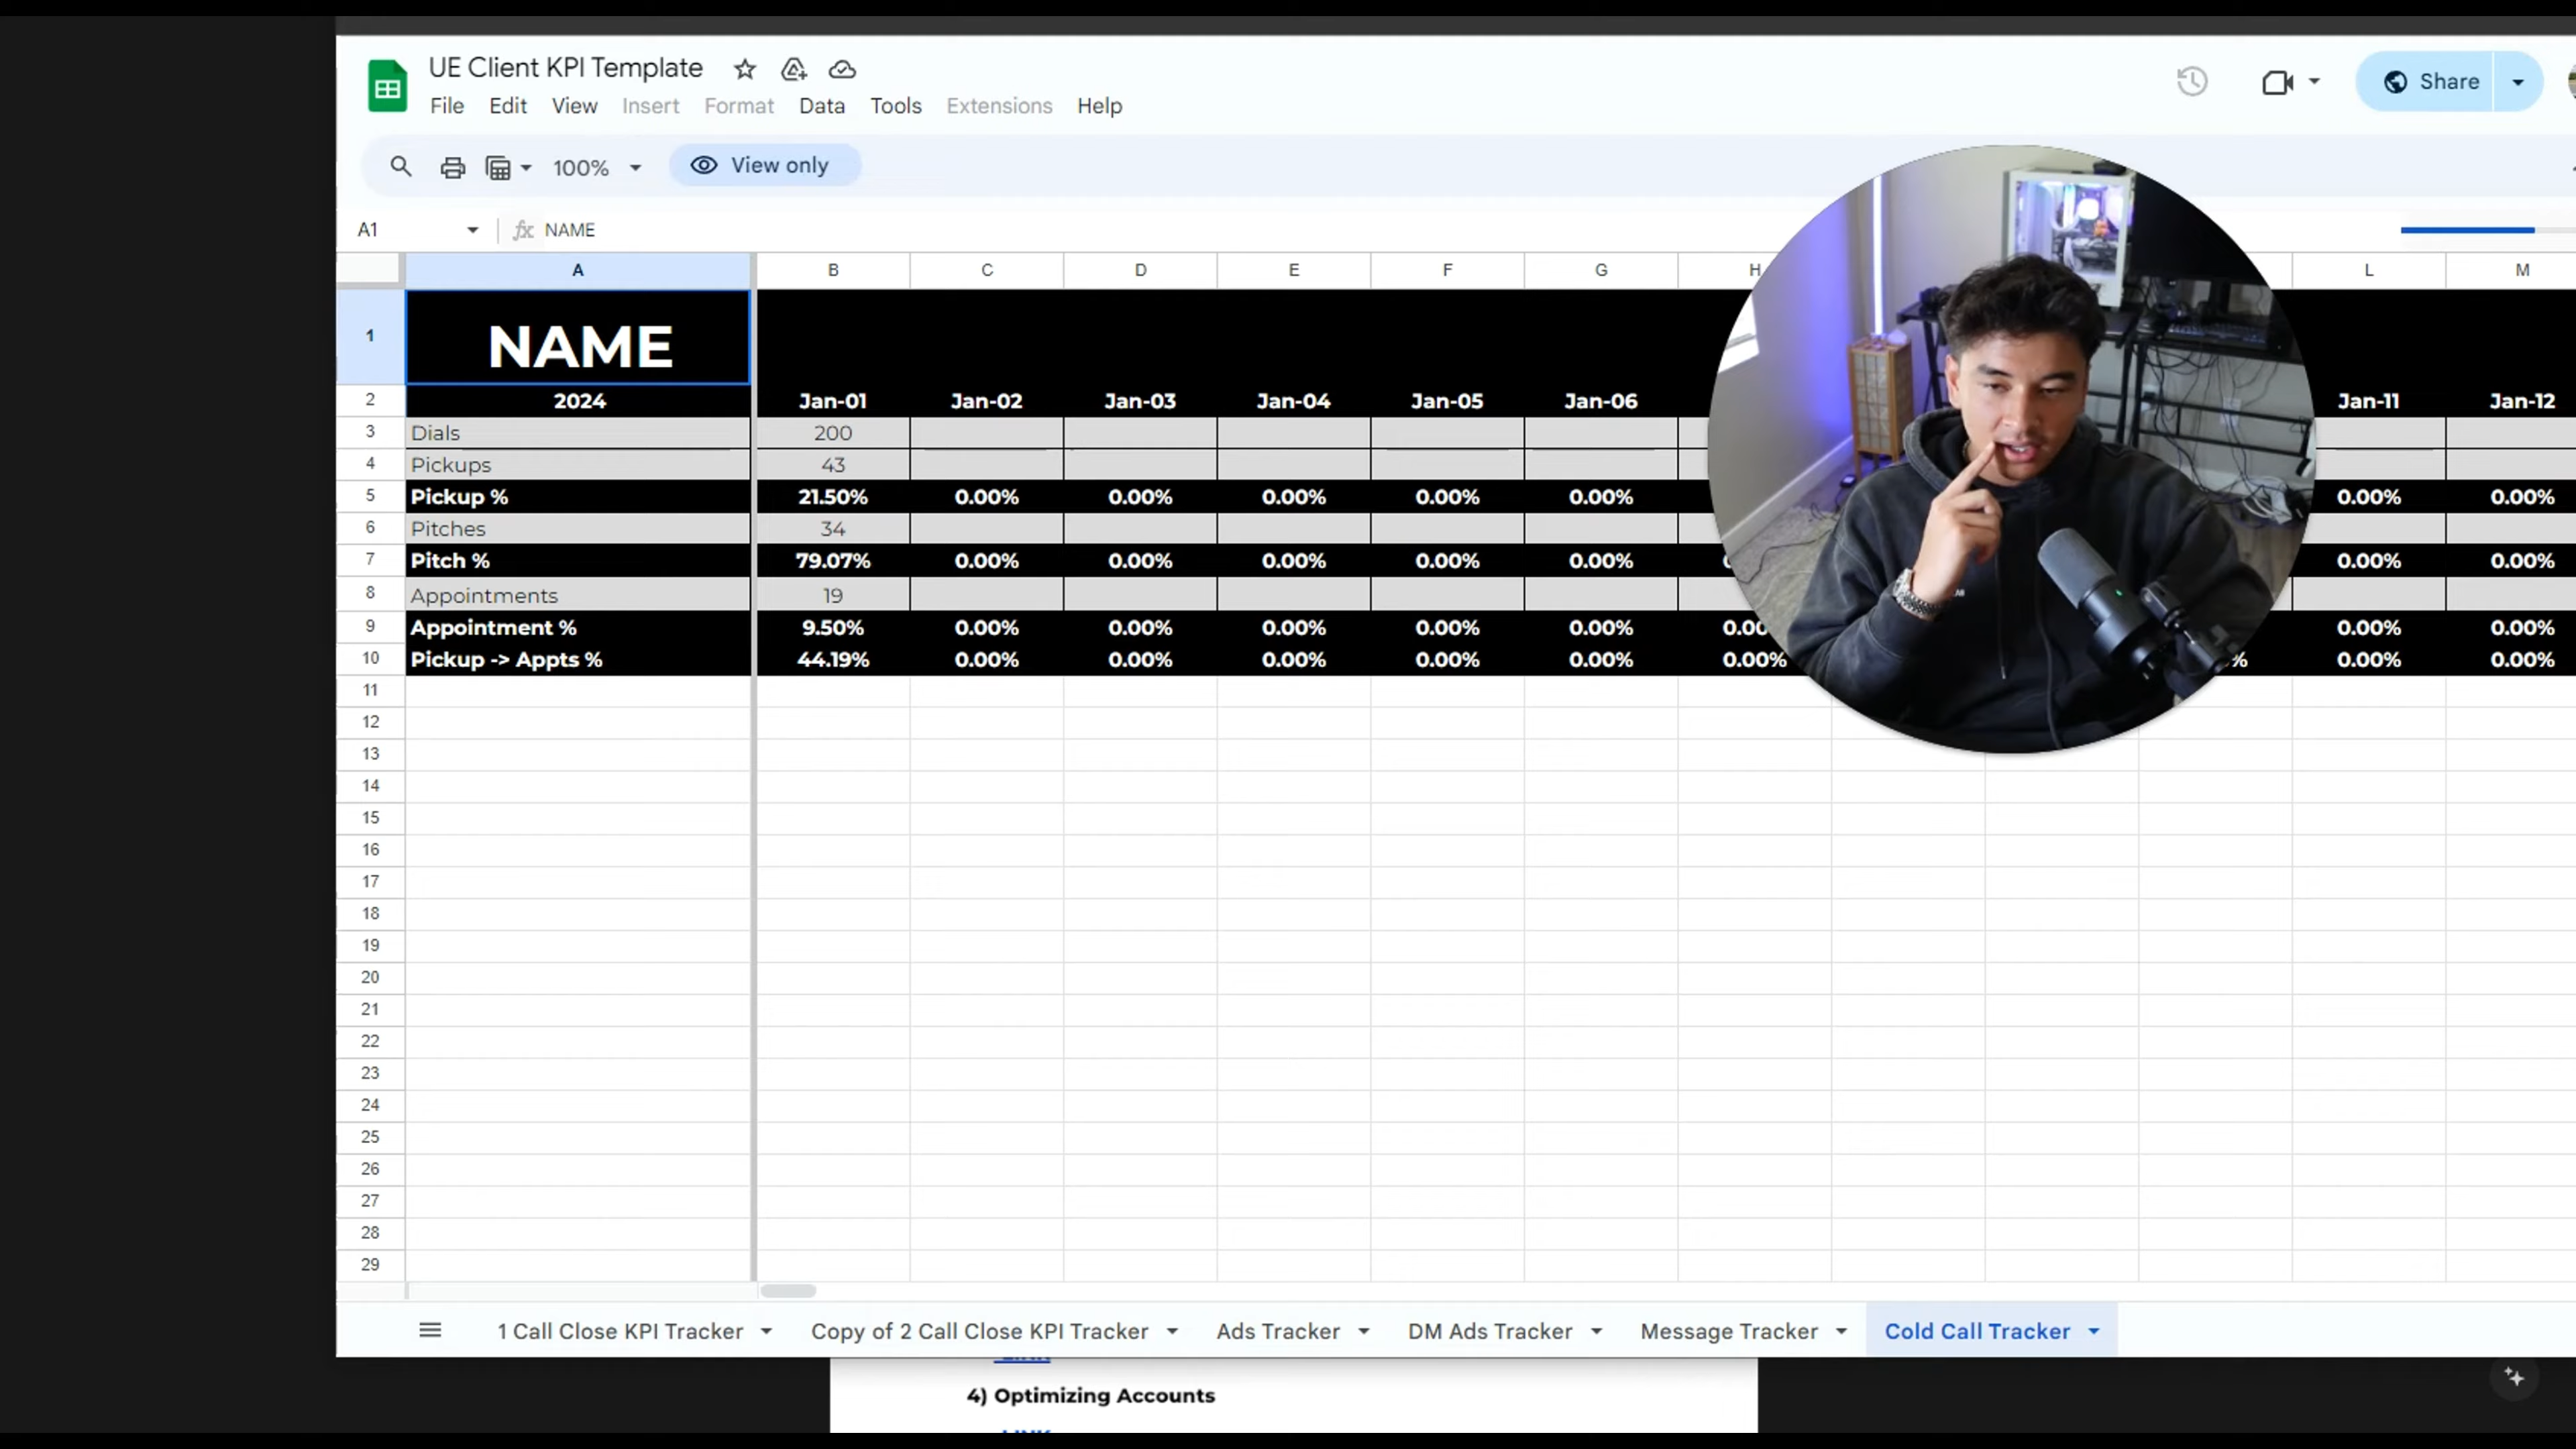 UE Client KPI Template
Share
File Edit View Insert Format Data Tools Extensions Help
100% View only
A1 fx NAME
A B C D E F G H L M
1 NAME
2 2024 Jan-01 Jan-02 Jan-03 Jan-04 Jan-05 Jan-06 Jan-11 Jan-12
3 Dials 200
4 Pickups 43
5 Pickup % 21.50% 0.00% 0.00% 0.00% 0.00% 0.00% 0.00% 0.00%
6 Pitches 34
7 Pitch % 79.07% 0.00% 0.00% 0.00% 0.00% 0.00% 0.00% 0.00%
8 Appointments 19
9 Appointment % 9.50% 0.00% 0.00% 0.00% 0.00% 0.00% 0.00 0.00% 0.00%
10 Pickup -> Appts % 44.19% 0.00% 0.00% 0.00% 0.00% 0.00% 0.00% % 0.00% 0.00%
11
12
13
14
15
16
17
18
19
20
21
22
23
24
25
26
27
28
29
1 Call Close KPI Tracker Copy of 2 Call Close KPI Tracker Ads Tracker DM Ads Tracker Message Tracker Cold Call Tracker
4) Optimizing Accounts